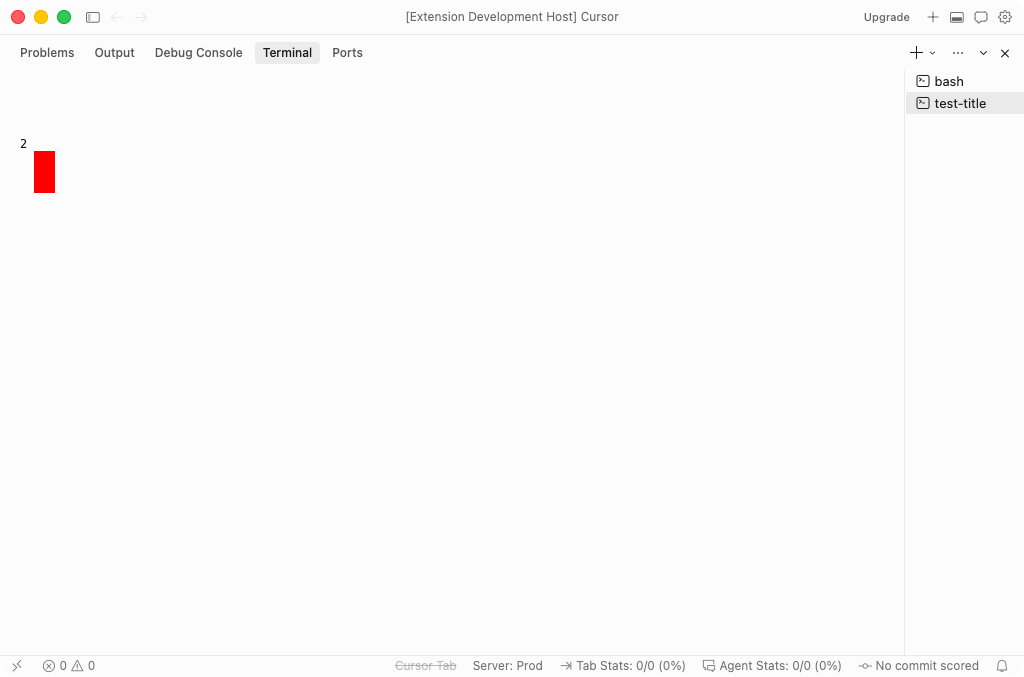 [Extension Development Host] Cursor
Upgrade
Problems Output Debug Console Terminal Ports
bash
test-title
2
0 0 Cursor Tab Server: Prod Tab Stats: 0/0 (0%) Agent Stats: 0/0 (0%) No commit scored